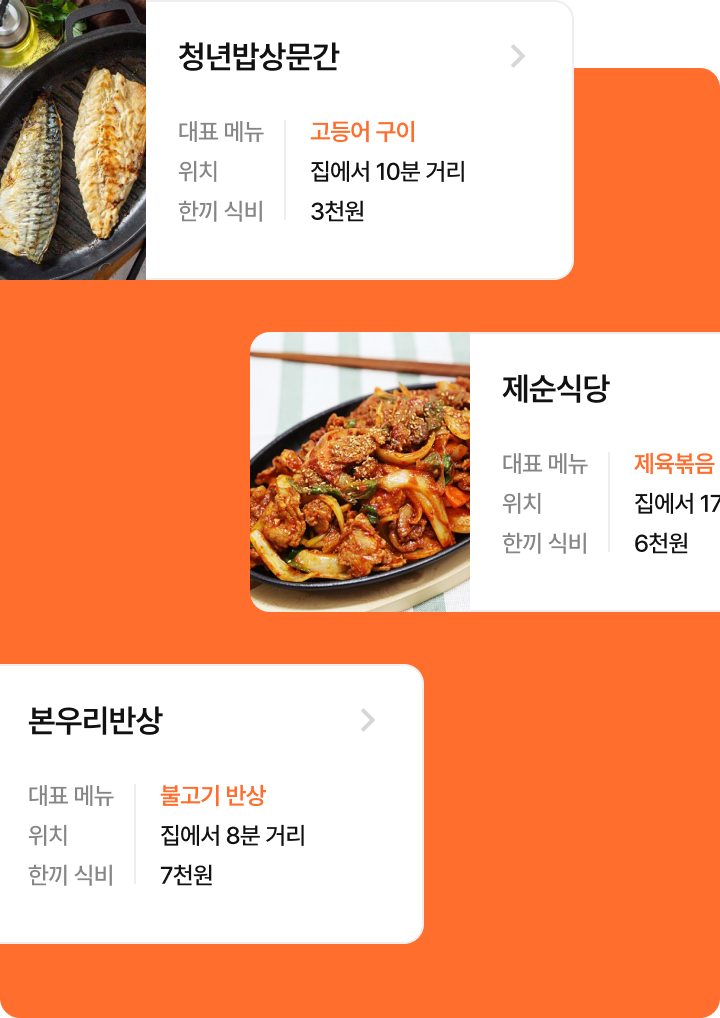 청년밥상문간
대표 메뉴 고등어 구이
위치 집에서 10분 거리
한끼 식비 3천원
제순식당
대표 메뉴 제육볶음
위치 집에서 17
한끼 식비 6천원
본우리반상
대표 메뉴 불고기 반상
위치 집에서 8분 거리
한끼 식비 7천원